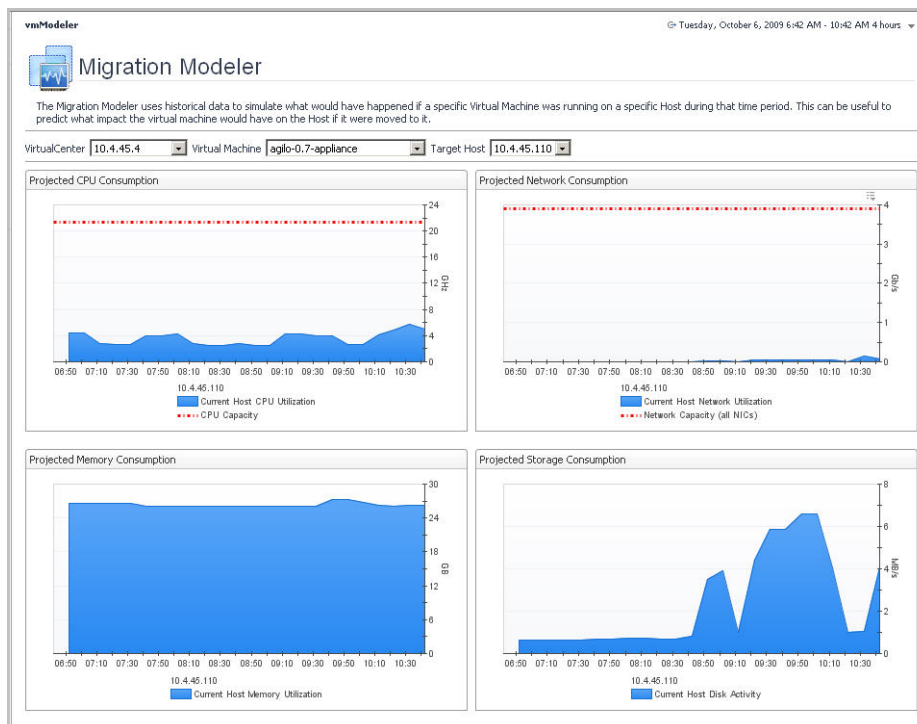 vmModeler
Tuesday, October 6, 2009 6:42 AM - 10:42 AM 4 hours
Migration Modeler
The Migration Modeler uses historical data to simulate what would have happened if a specific Virtual Machine was running on a specific Host during that time period. This can be useful to
predict what impact the virtual machine would have on the Host if it were moved to it.
VirtualCenter 10.4.45.4 Virtual Machine agilo-0.7-appliance Target Host 10.4.45.110
Projected CPU Consumption
24
20
16
12
8
4
0
GHz
06:50 07:10 07:30 07:50 08:10 08:30 08:50 09:10 09:30 09:50 10:10 10:30
10.4.45.110
Current Host CPU Utilization
CPU Capacity
Projected Network Consumption
4
3
2
1
0
Gb/s
06:50 07:10 07:30 07:50 08:10 08:30 08:50 09:10 09:30 09:50 10:10 10:30
10.4.45.110
Current Host Network Utilization
Network Capacity (all NICs)
Projected Memory Consumption
30
24
18
12
6
0
GB
06:50 07:10 07:30 07:50 08:10 08:30 08:50 09:10 09:30 09:50 10:10 10:30
10.4.45.110
Current Host Memory Utilization
Projected Storage Consumption
8
6
4
2
0
MB/s
06:50 07:10 07:30 07:50 08:10 08:30 08:50 09:10 09:30 09:50 10:10 10:30
10.4.45.110
Current Host Disk Activity